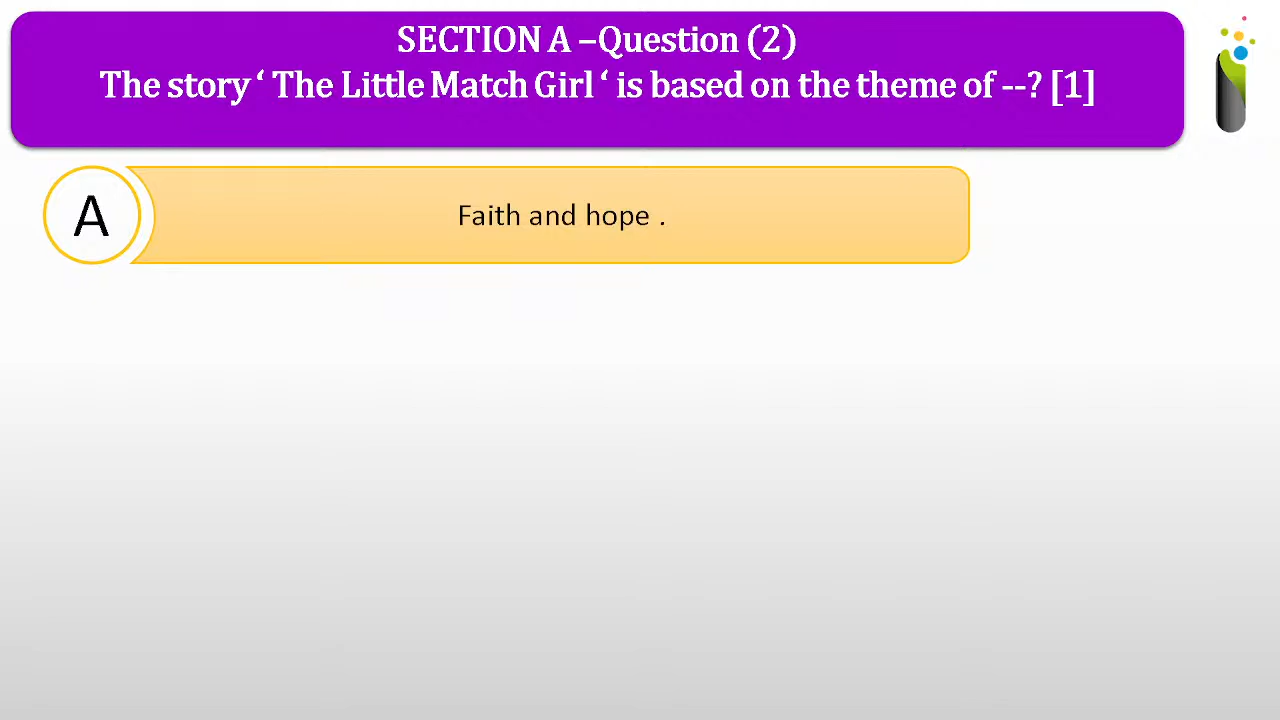 SECTION A –Question (2)
The story ‘ The Little Match Girl ‘ is based on the theme of --? [1]
A
Faith and hope .